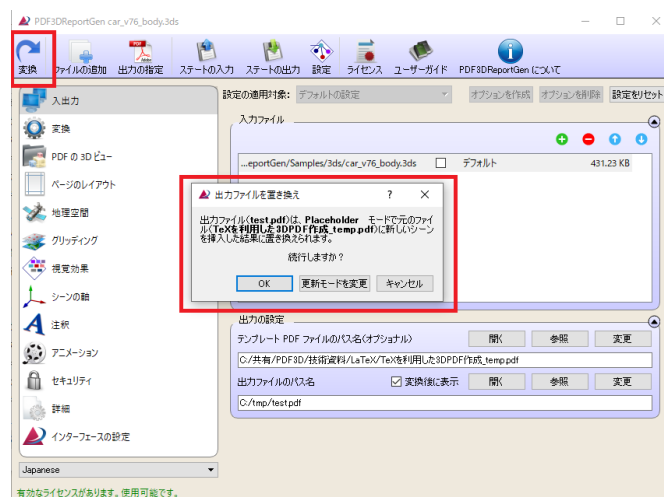 PDF3DReportGen car_v76_body.3ds
変換
ファイルの追加
出力の指定
ステートの入力
ステートの出力
設定
ライセンス
ユーザーガイド
PDF3DReportGen について
入出力
変換
PDF の 3D ビュー
ページのレイアウト
地理空間
グリッディング
視覚効果
シーンの軸
注釈
アニメーション
セキュリティ
詳細
インターフェースの設定
Japanese
有効なライセンスがあります。使用可能です。
設定の適用対象: デフォルトの設定 オプションを作成 オプションを削除 設定をリセット
入力ファイル
...eportGen/Samples/3ds/car_v76_body.3ds デフォルト 431.23 KB
出力ファイルを置き換え ? ×
出力ファイル(test.pdf)は、Placeholder モードで元のファイ
ル(TeXを利用した3DPDF作成_temp.pdf)に新しいシーン
を挿入した結果に置き換えられます。
続行しますか？
OK 更新モードを変更 キャンセル
出力の設定
テンプレート PDF ファイルのパス名(オプショナル) 開く 参照 変更
C:/共有/PDF3D/技術資料/LaTeX/TeXを利用した3DPDF作成_temp.pdf
出力ファイルのパス名 変換後に表示 開く 参照 変更
C:/tmp/test.pdf